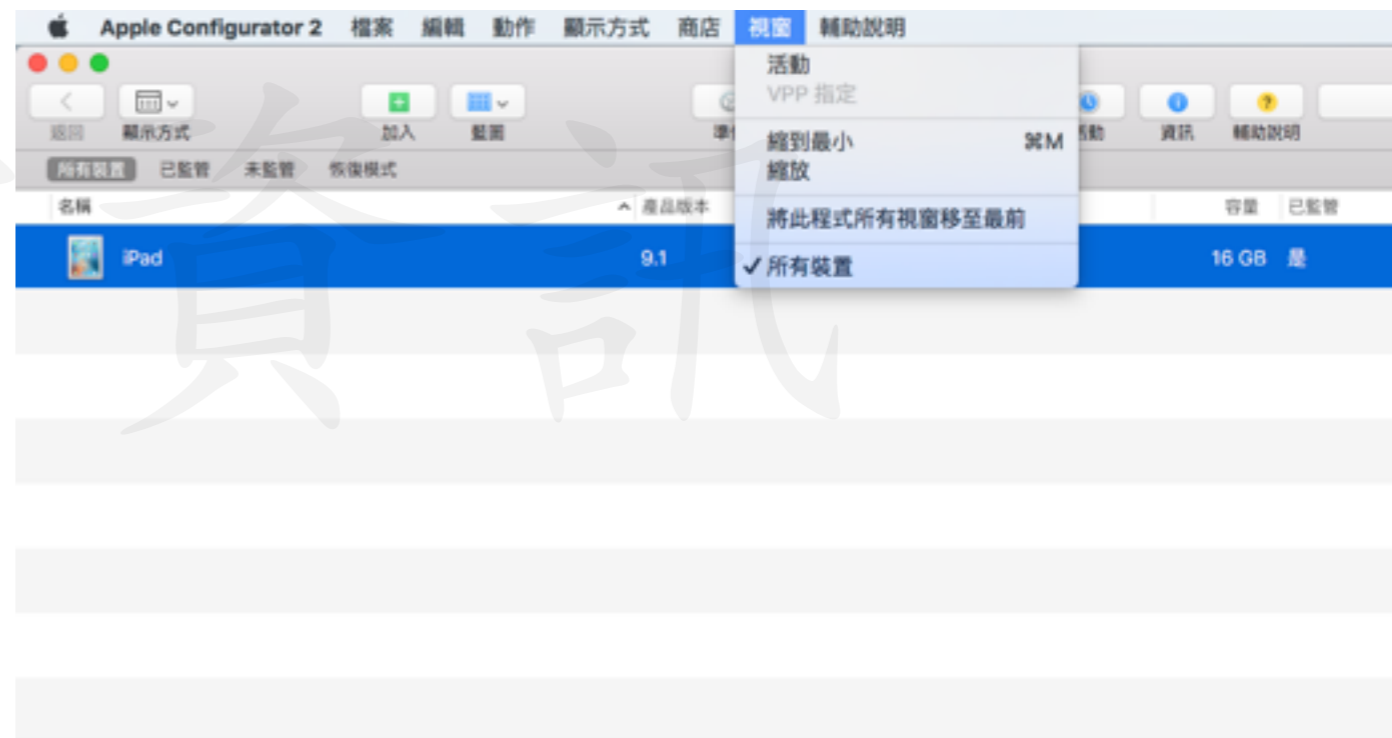 Apple Configurator 2 檔案 編輯 動作 顯示方式 商店 視窗 輔助說明
活動
VPP 指定
縮到最小 ⌘M
縮放
將此程式所有視窗移至最前
✓ 所有裝置
返回 顯示方式 加入 藍圖 資訊 輔助說明
所有裝置 已監管 未監管 恢復模式
名稱 產品版本 容量 已監管
iPad 9.1 16 GB 是
資訊